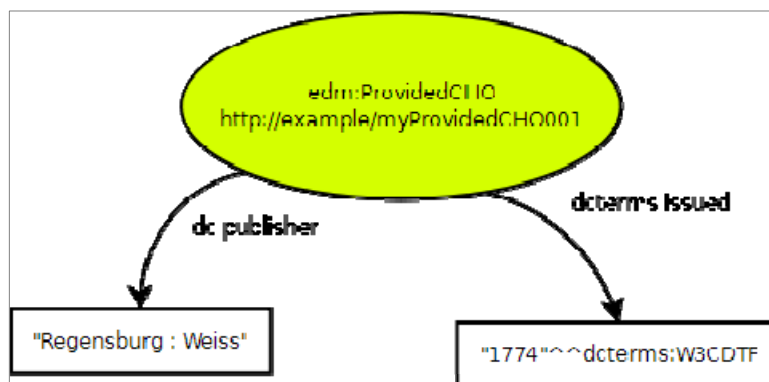 edm:ProvidedCHO
http://example/myProvidedCHO001
dc publisher
dcterms issued
"Regensburg : Weiss"
"1774"^^dcterms:W3CDTF